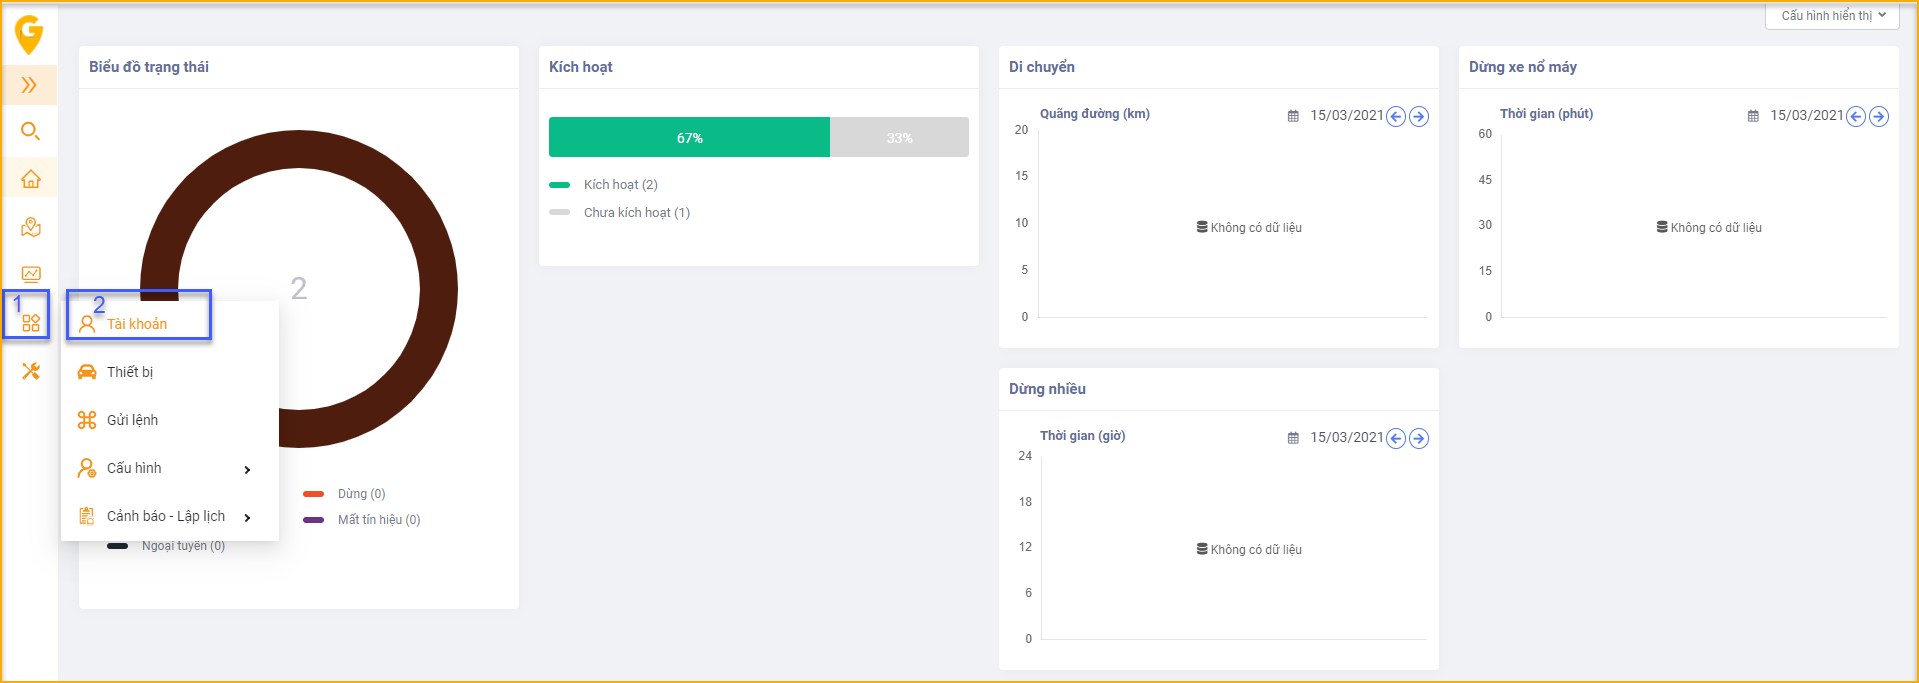 G
Cấu hình hiển thị
Biểu đồ trạng thái
2
Dừng (0)
Mất tín hiệu (0)
Ngoại tuyến (0)
1
2
Tài khoản
Thiết bị
Gửi lệnh
Cấu hình
Cảnh báo - Lập lịch
Kích hoạt
67%
33%
Kích hoạt (2)
Chưa kích hoạt (1)
Di chuyển
Quãng đường (km)
15/03/2021
20
15
10
5
0
Không có dữ liệu
Dừng xe nổ máy
Thời gian (phút)
15/03/2021
60
45
30
15
0
Không có dữ liệu
Dừng nhiều
Thời gian (giờ)
15/03/2021
24
18
12
6
0
Không có dữ liệu